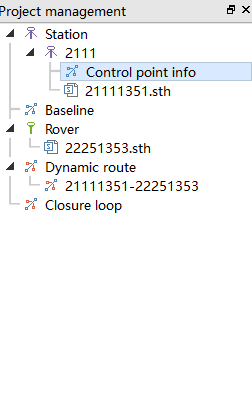 Project management
Station
2111
Control point info
21111351.sth
Baseline
Rover
22251353.sth
Dynamic route
21111351-22251353
Closure loop